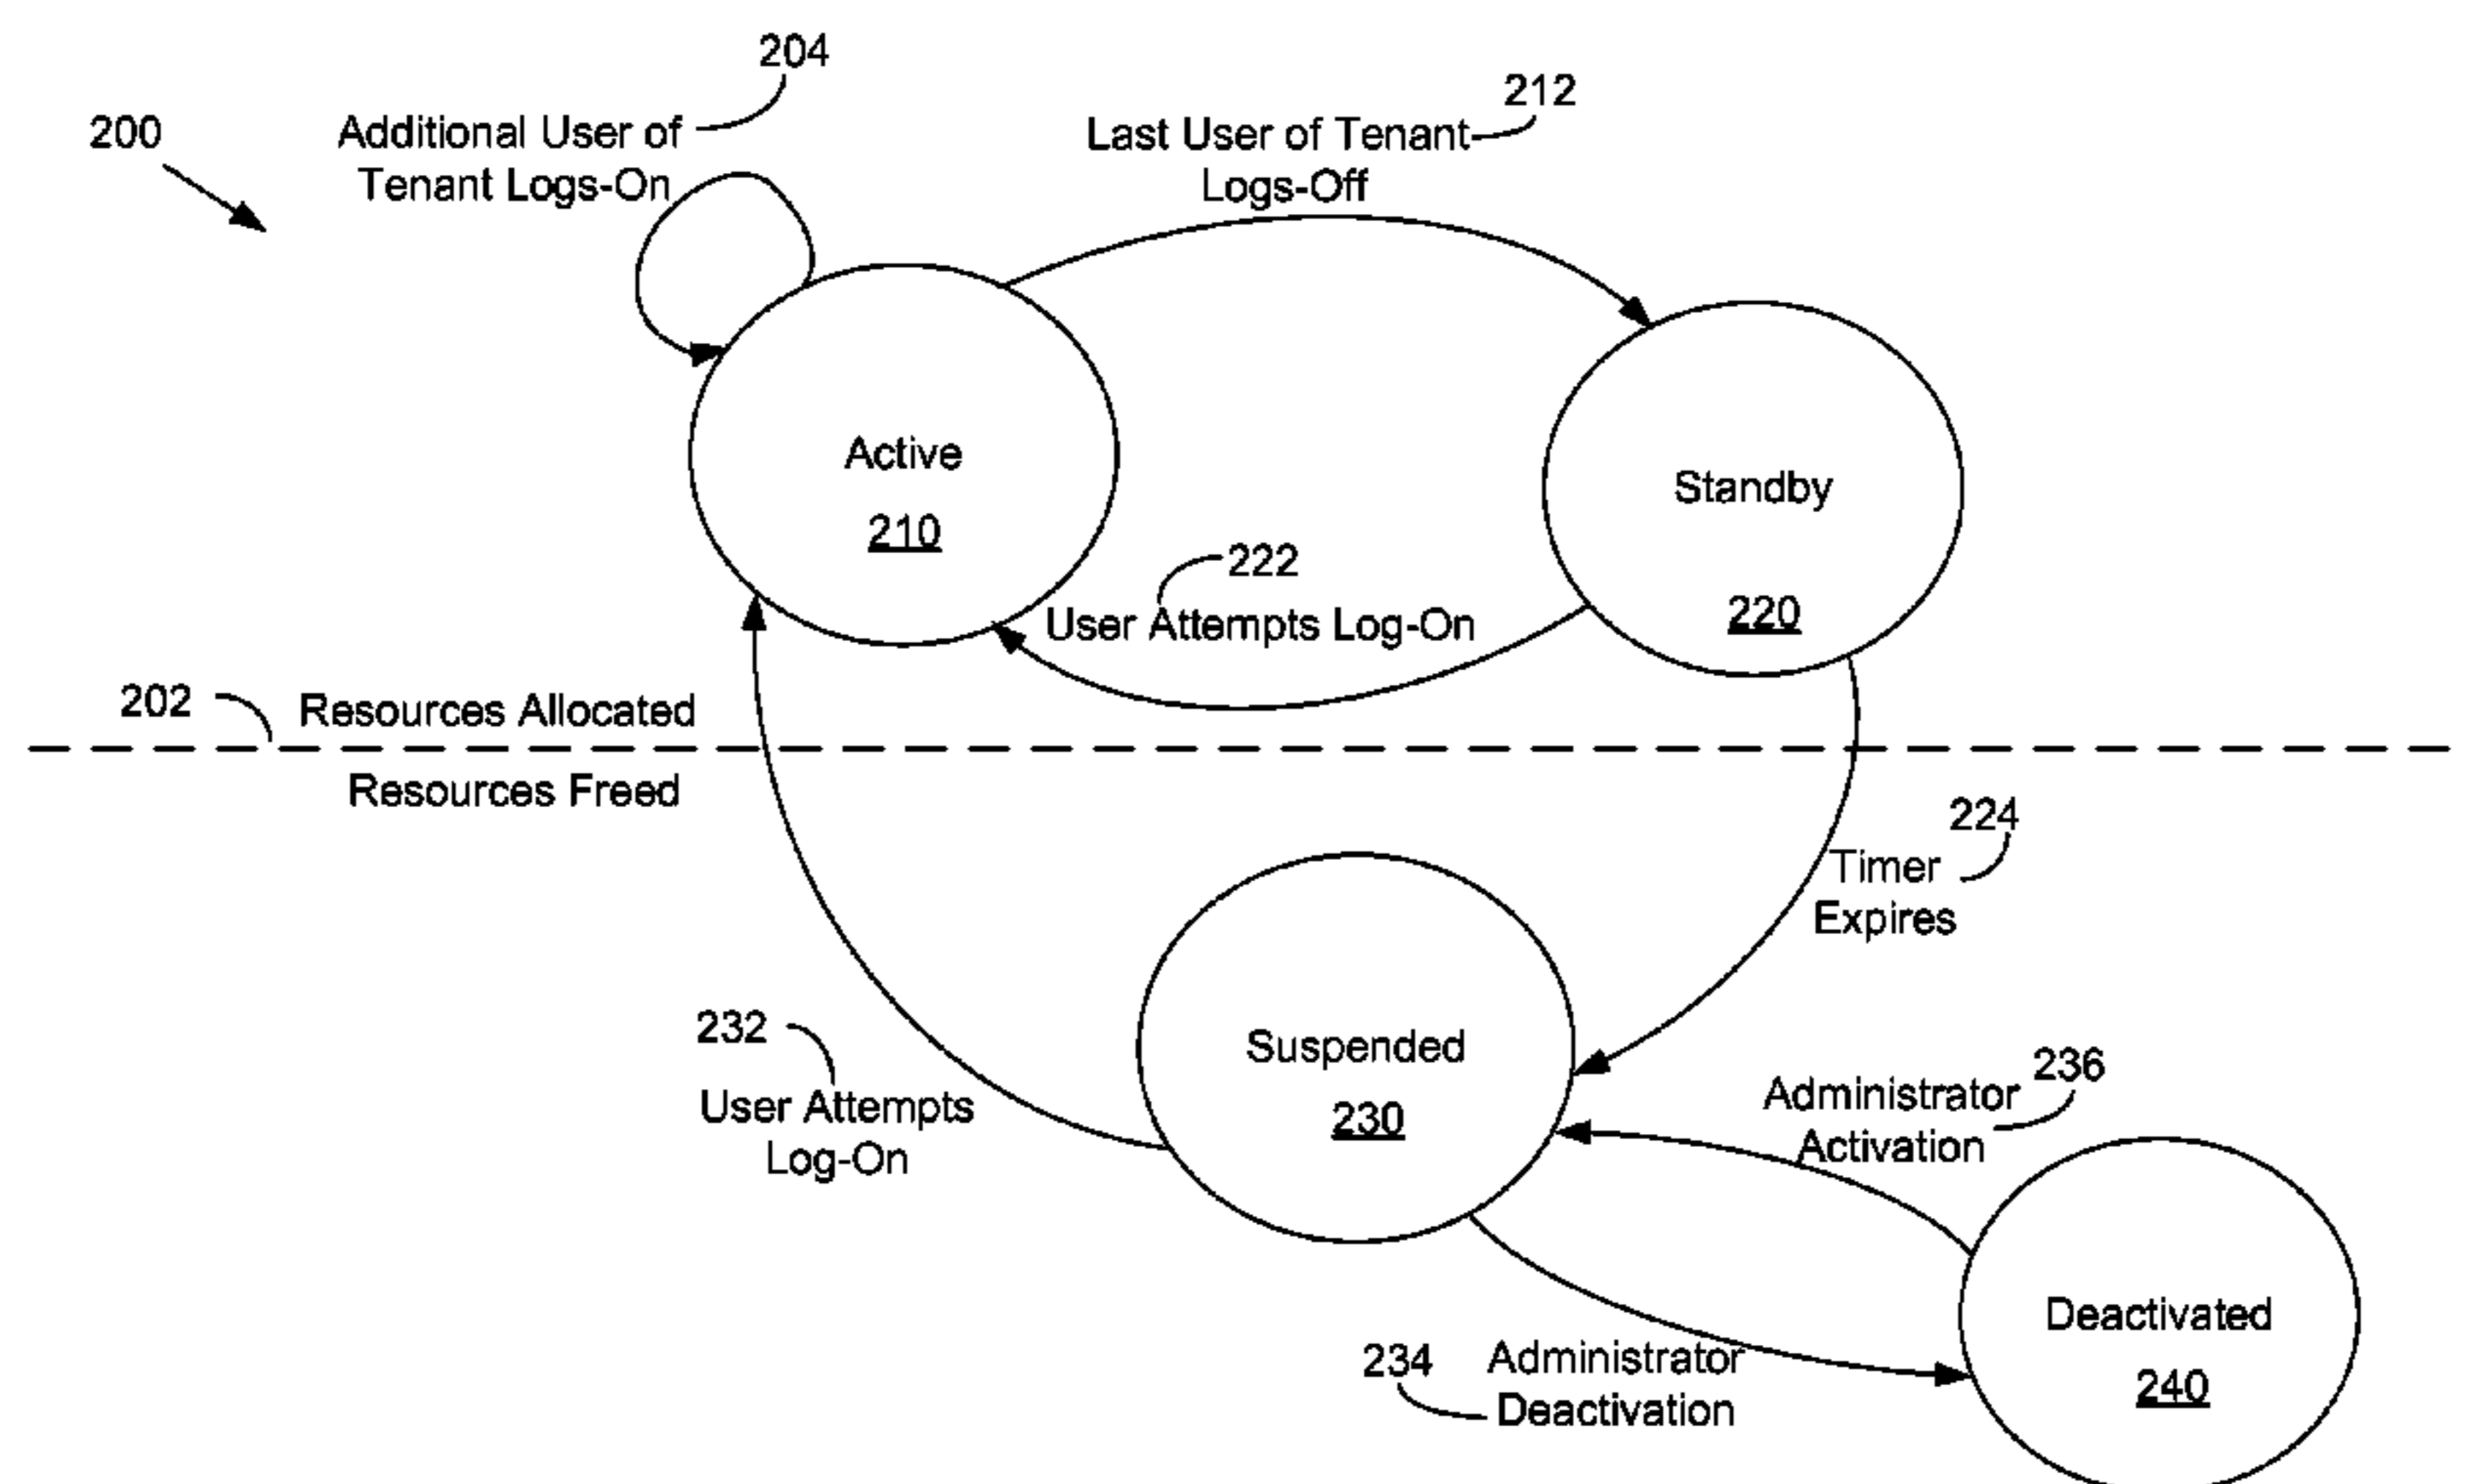 204
212
200
Additional User of
Tenant Logs-On
Last User of Tenant
Logs-Off
Active
210
Standby
220
222
User Attempts Log-On
202
Resources Allocated
Resources Freed
224
Timer
Expires
Suspended
230
232
User Attempts
Log-On
236
Administrator
Activation
Deactivated
240
234
Administrator
Deactivation